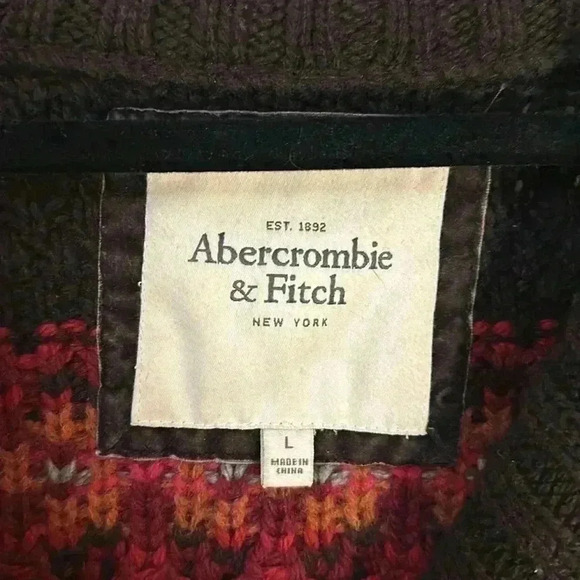 EST. 1892
Abercrombie
& Fitch
NEW YORK
L
MADE IN
CHINA